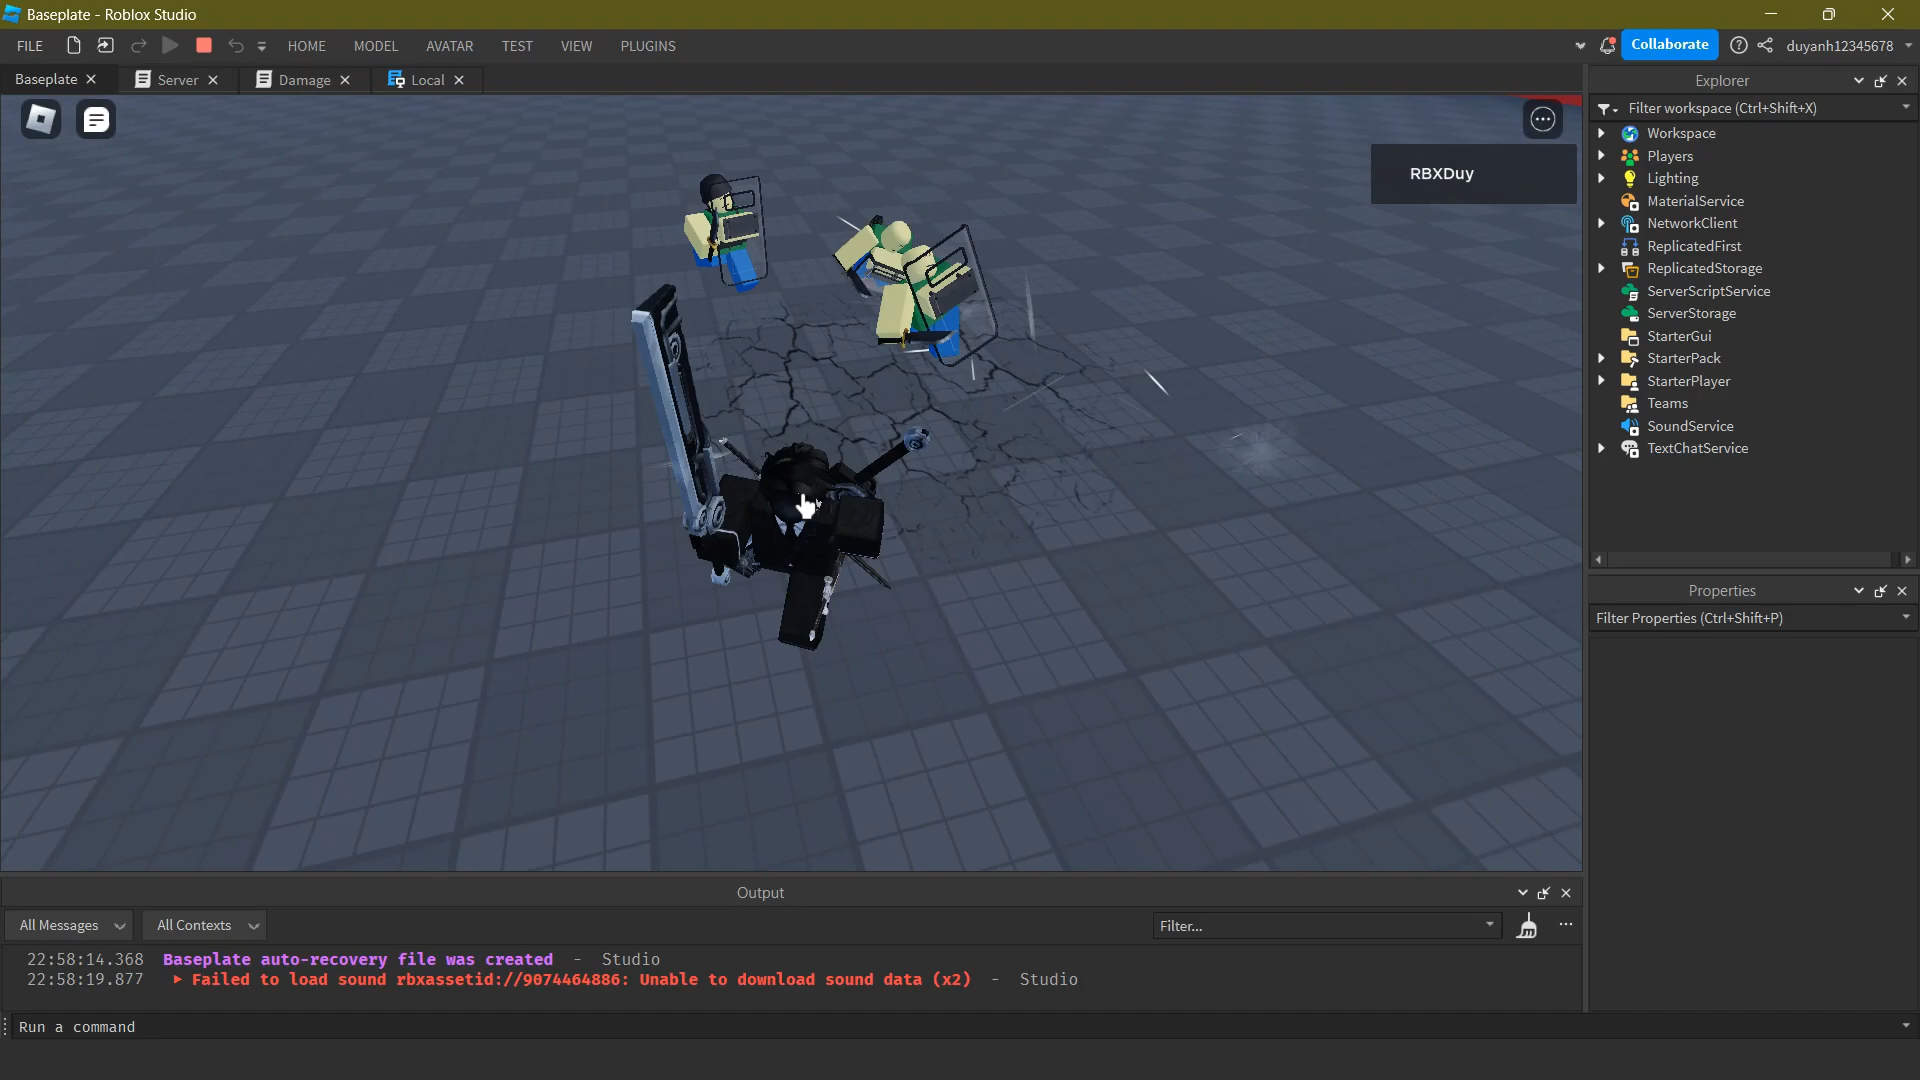 Baseplate - Roblox Studio
FILE HOME MODEL AVATAR TEST VIEW PLUGINS Collaborate duyanh12345678
Baseplate Server Damage Local
RBXDuy
Explorer
Filter workspace (Ctrl+Shift+X)
Workspace
Players
Lighting
MaterialService
NetworkClient
ReplicatedFirst
ReplicatedStorage
ServerScriptService
ServerStorage
StarterGui
StarterPack
StarterPlayer
Teams
SoundService
TextChatService
Properties
Filter Properties (Ctrl+Shift+P)
Output
All Messages All Contexts Filter...
22:58:14.368 Baseplate auto-recovery file was created - Studio
22:58:19.877 Failed to load sound rbxassetid://9074464886: Unable to download sound data (x2) - Studio
Run a command